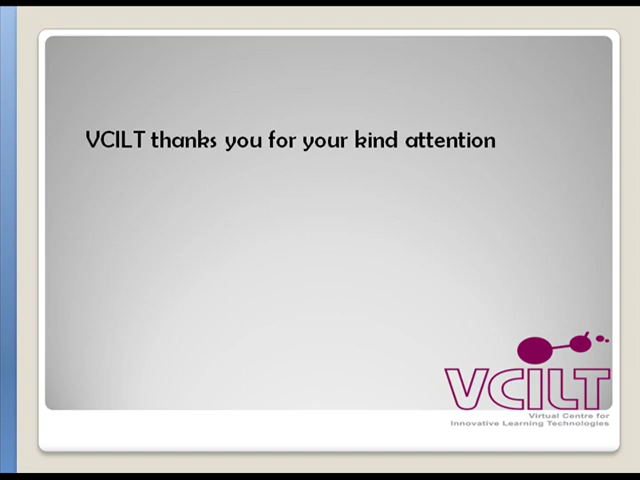 VCILT thanks you for your kind attention
VCILT
Virtual Centre for
Innovative Learning Technologies